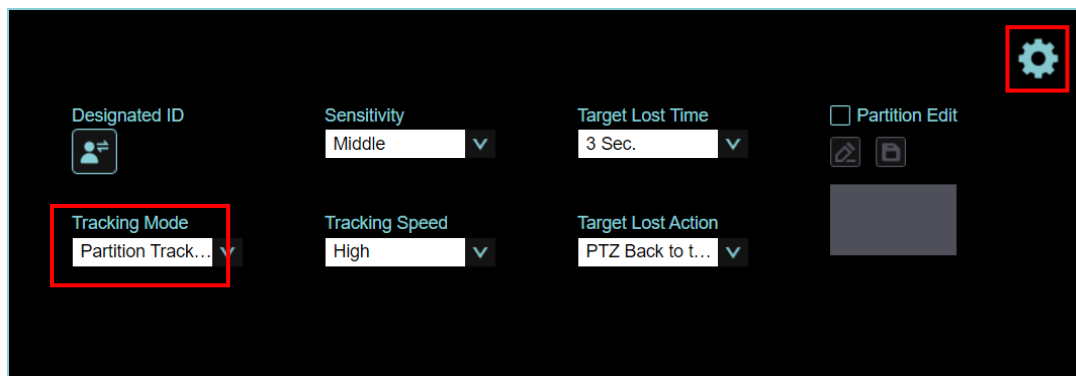 Designated ID
Sensitivity
Target Lost Time
Partition Edit
Middle
3 Sec.
Tracking Mode
Tracking Speed
Target Lost Action
Partition Track...
High
PTZ Back to t...